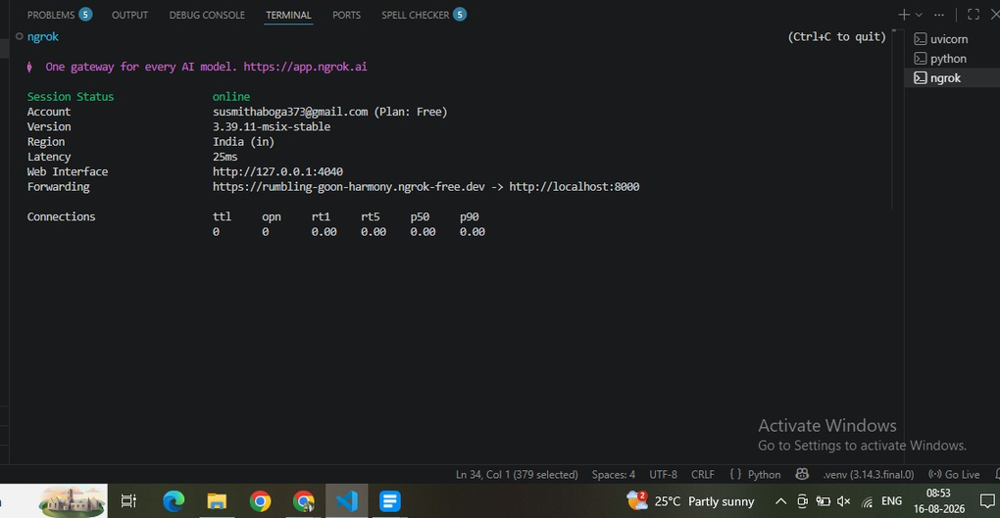 PROBLEMS 5 OUTPUT DEBUG CONSOLE TERMINAL PORTS SPELL CHECKER 5
ngrok (Ctrl+C to quit)
One gateway for every AI model. https://app.ngrok.ai
Session Status online
Account susmithaboga373@gmail.com (Plan: Free)
Version 3.39.11-msix-stable
Region India (in)
Latency 25ms
Web Interface http://127.0.0.1:4040
Forwarding https://rumbling-goon-harmony.ngrok-free.dev -> http://localhost:8000
Connections ttl opn rt1 rt5 p50 p90
0 0 0.00 0.00 0.00 0.00
uvicorn
python
ngrok
Activate Windows
Go to Settings to activate Windows.
Ln 34, Col 1 (379 selected) Spaces: 4 UTF-8 CRLF { } Python .venv (3.14.3.final.0) Go Live
2 25°C Partly sunny ENG 08:53
16-08-2026